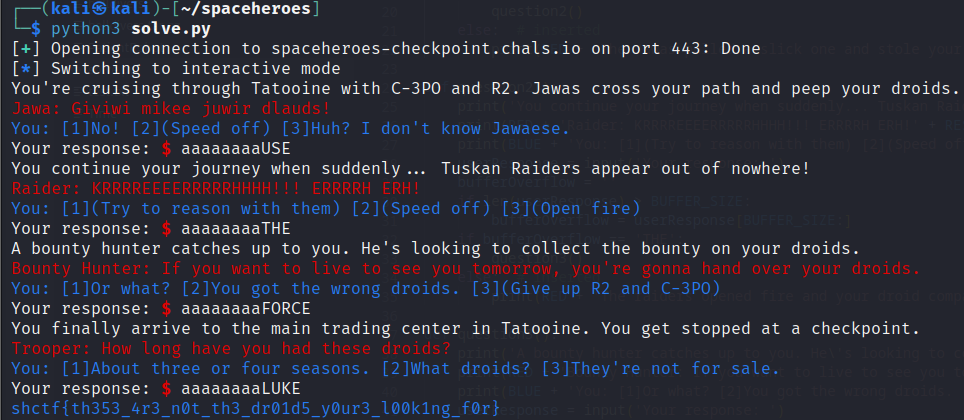 ┌──(kali㉿kali)-[~/spaceheroes]
└─$ python3 solve.py
[+] Opening connection to spaceheroes-checkpoint.chals.io on port 443: Done
[*] Switching to interactive mode
You're cruising through Tatooine with C-3PO and R2. Jawas cross your path and peep your droids.
Jawa: Giviwi mikee juwir dlauds!
You: [1]No! [2](Speed off) [3]Huh? I don't know Jawaese.
Your response: $ aaaaaaaaUSE
You continue your journey when suddenly... Tuskan Raiders appear out of nowhere!
Raider: KRRRREEEERRRRRHHHH!!! ERRRRH ERH!
You: [1](Try to reason with them) [2](Speed off) [3](Open fire)
Your response: $ aaaaaaaaTHE
A bounty hunter catches up to you. He's looking to collect the bounty on your droids.
Bounty Hunter: If you want to live to see you tomorrow, you're gonna hand over your droids.
You: [1]Or what? [2]You got the wrong droids. [3](Give up R2 and C-3PO)
Your response: $ aaaaaaaaFORCE
You finally arrive to the main trading center in Tatooine. You get stopped at a checkpoint.
Trooper: How long have you had these droids?
You: [1]About three or four seasons. [2]What droids? [3]They're not for sale.
Your response: $ aaaaaaaaLUKE
shctf{th353_4r3_n0t_th3_dr01d5_y0ur3_l00k1ng_f0r}